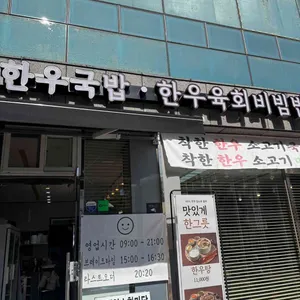 한우국밥 · 한우육회비빔밥
착한 한우 소고기
착한 한우 소고기
맛있게
한그릇
한우탕
영업시간 09:00 - 21:00
브레이크타임 15:00 - 16:30
라스트오더 20:20